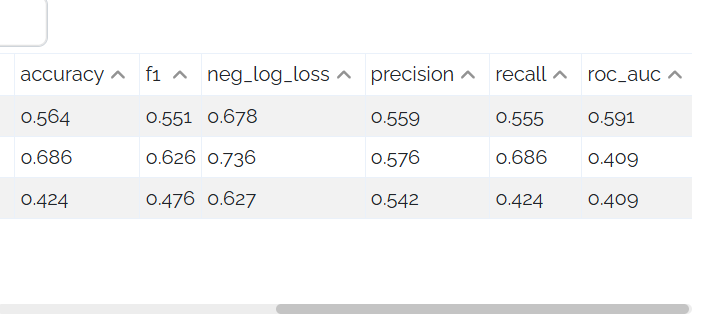 accuracy f1 neg_log_loss precision recall roc_auc
0.564 0.551 0.678 0.559 0.555 0.591
0.686 0.626 0.736 0.576 0.686 0.409
0.424 0.476 0.627 0.542 0.424 0.409